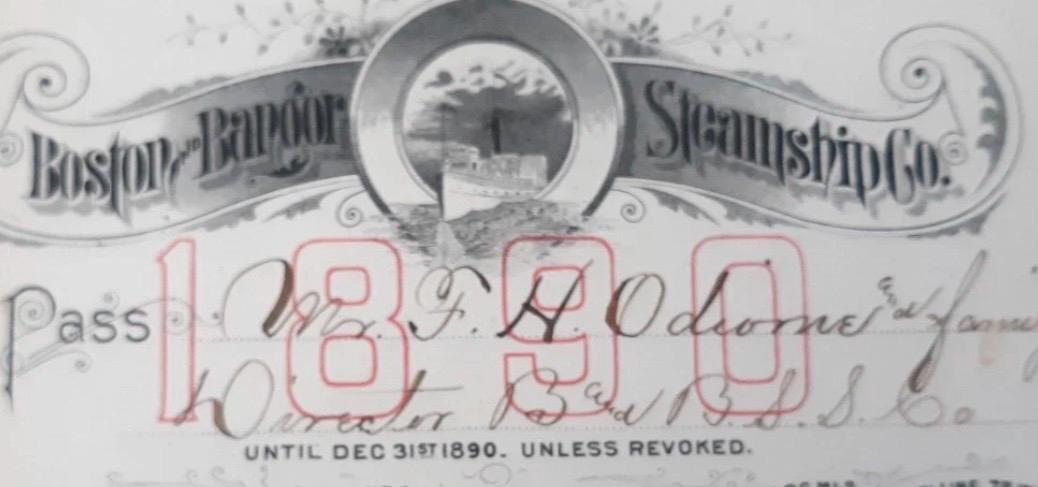 Boston and Bangor Steamship Co.
1890
Pass Mr. F. H. Odiorne and family
Director B and B. S. S. Co
UNTIL DEC 31ST 1890. UNLESS REVOKED.